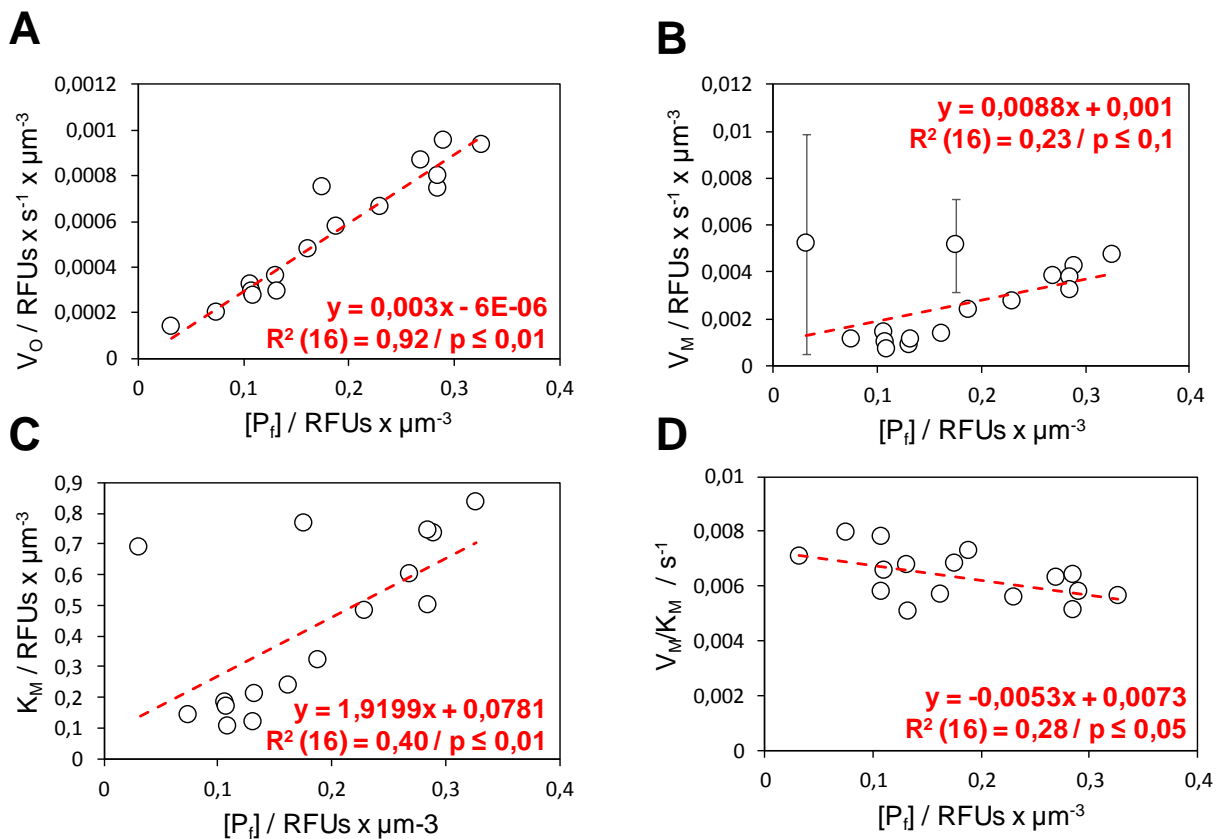 A
V_O / RFUs x s⁻¹ x µm⁻³
0,0012
0,001
0,0008
0,0006
0,0004
0,0002
0
y = 0,003x - 6E-06
R² (16) = 0,92 / p ≤ 0,01
0 0,1 0,2 0,3 0,4
[P_f] / RFUs x µm⁻³
B
V_M / RFUs x s⁻¹ x µm⁻³
0,012
0,01
0,008
0,006
0,004
0,002
0
y = 0,0088x + 0,001
R² (16) = 0,23 / p ≤ 0,1
0 0,1 0,2 0,3 0,4
[P_f] / RFUs x µm⁻³
C
K_M / RFUs x µm⁻³
0,9
0,8
0,7
0,6
0,5
0,4
0,3
0,2
0,1
0
y = 1,9199x + 0,0781
R² (16) = 0,40 / p ≤ 0,01
0 0,1 0,2 0,3 0,4
[P_f] / RFUs x µm-3
D
V_M/K_M / s⁻¹
0,01
0,008
0,006
0,004
0,002
0
y = -0,0053x + 0,0073
R² (16) = 0,28 / p ≤ 0,05
0 0,1 0,2 0,3 0,4
[P_f] / RFUs x µm⁻³